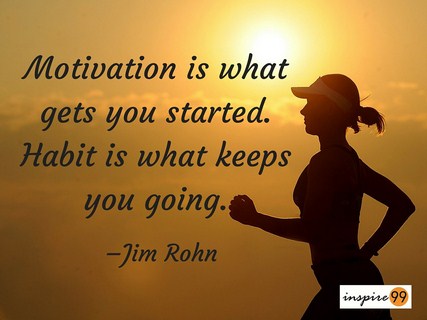 Motivation is what
gets you started.
Habit is what keeps
you going.
–Jim Rohn
inspire99